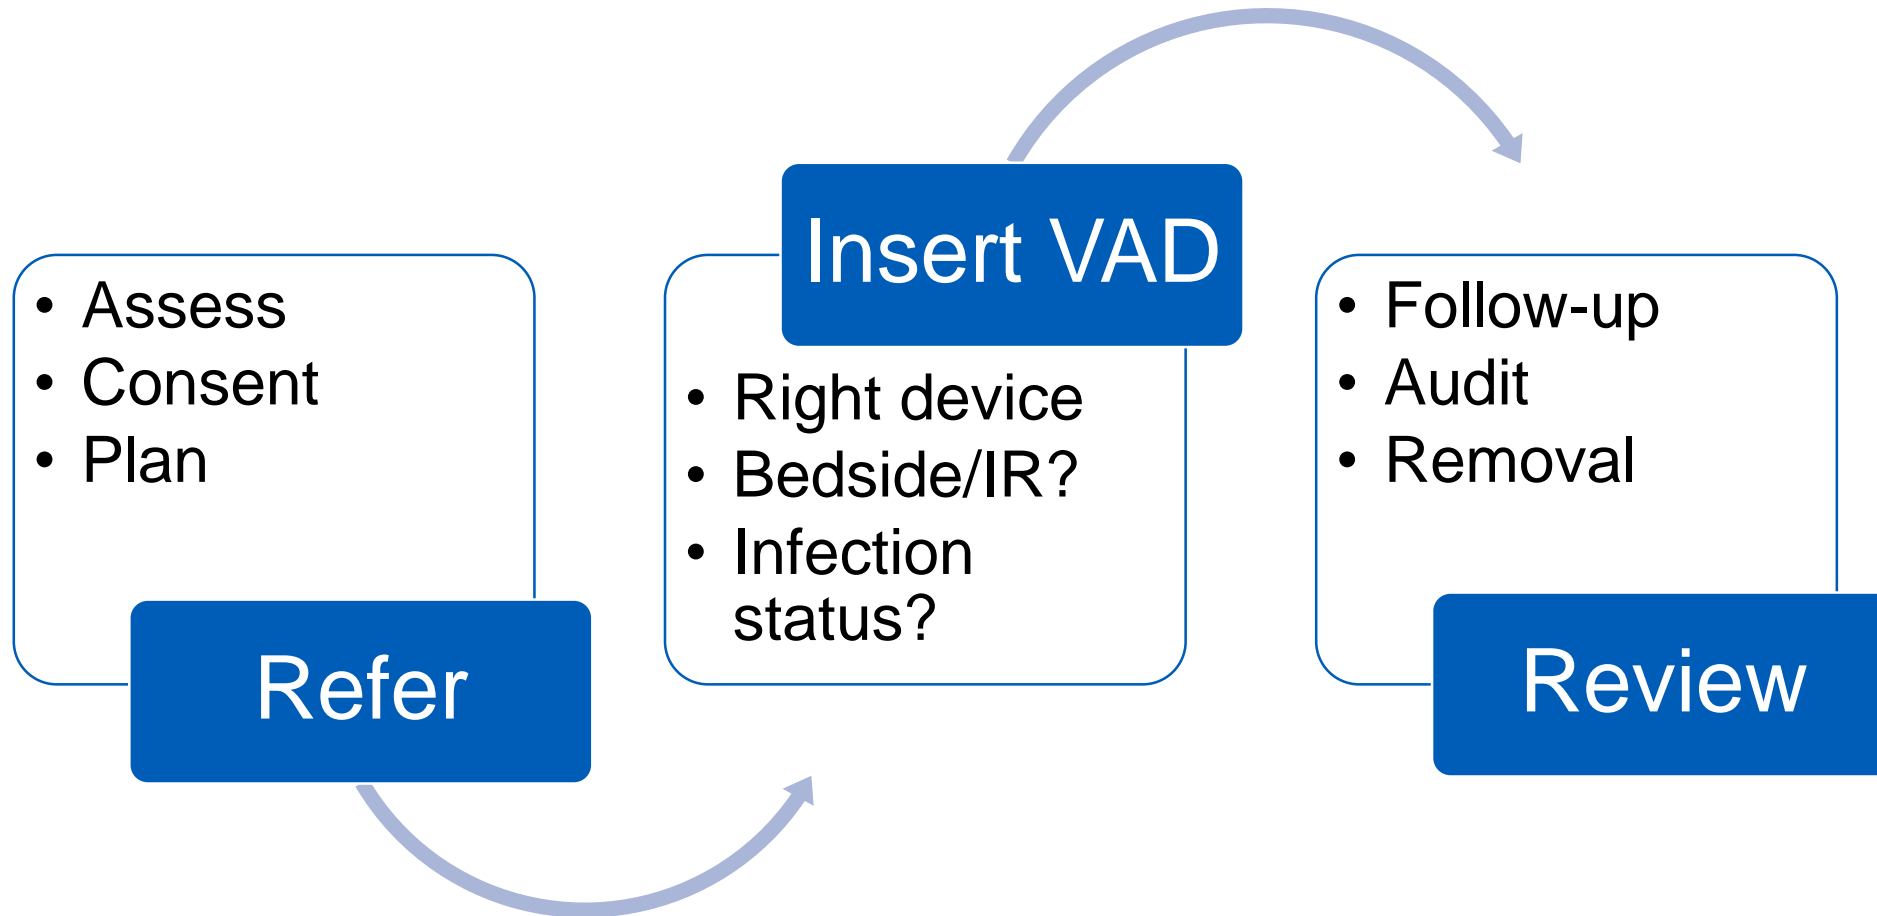 • Assess
• Consent
• Plan
Refer
Insert VAD
• Right device
• Bedside/IR?
• Infection
status?
• Follow-up
• Audit
• Removal
Review